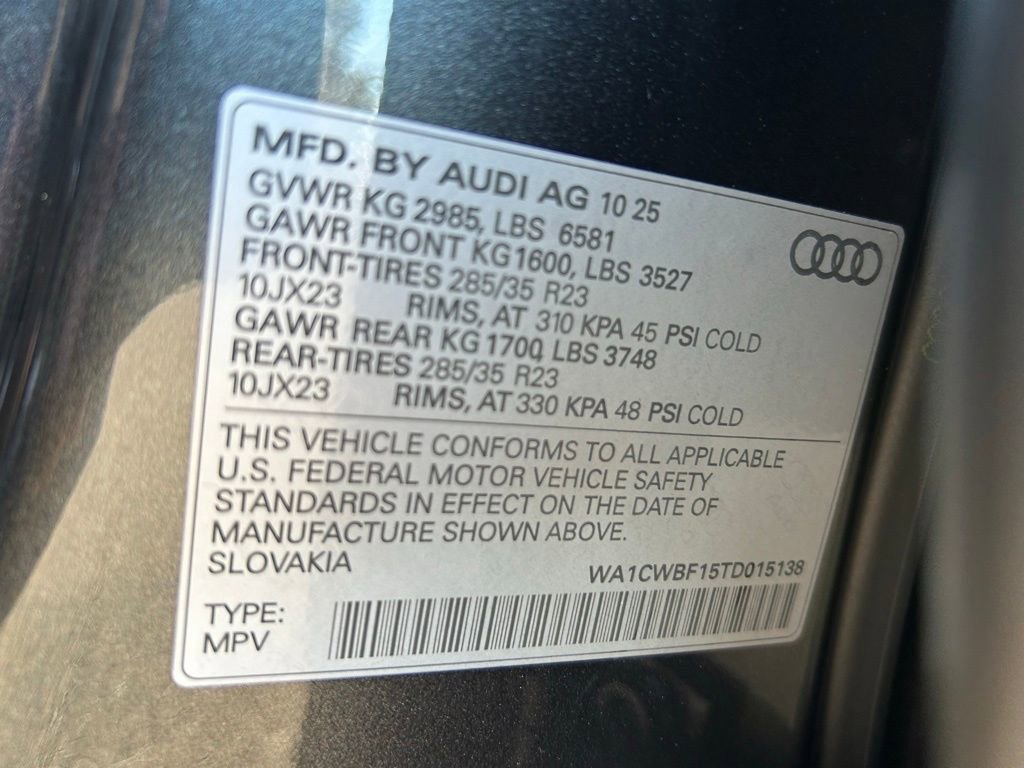 MFD. BY AUDI AG 10 25
GVWR KG 2985, LBS 6581
GAWR FRONT KG1600, LBS 3527
FRONT-TIRES 285/35 R23
10JX23 RIMS, AT 310 KPA 45 PSI COLD
GAWR REAR KG1700, LBS 3748
REAR-TIRES 285/35 R23
10JX23 RIMS, AT 330 KPA 48 PSI COLD
THIS VEHICLE CONFORMS TO ALL APPLICABLE
U.S. FEDERAL MOTOR VEHICLE SAFETY
STANDARDS IN EFFECT ON THE DATE OF
MANUFACTURE SHOWN ABOVE.
SLOVAKIA
WA1CWBF15TD015138
TYPE:
MPV